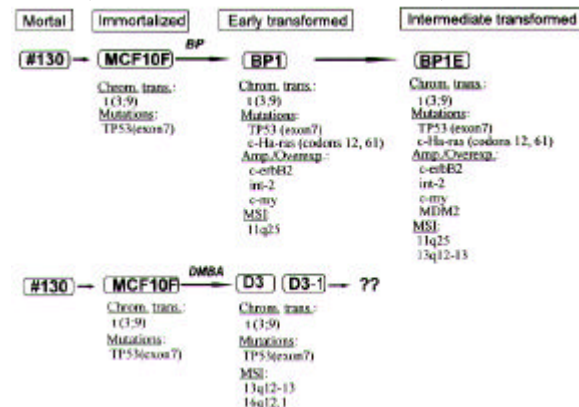 Mortal Immortalized Early transformed Intermediate transformed
BP
#130 MCF10F BP1 BP1E
Chrom. trans.: Chrom. trans.: Chrom. trans.:
t (3;9) t (3;9) t (3;9)
Mutations: Mutations: Mutations:
TP53(exon7) TP53 (exon7) TP53 (exon7)
c-Ha-ras (codons 12, 61) c-Ha-ras (codons 12, 61)
Amp./Overexp.: Amp./Overexp.:
c-erbB2 c-erbB2
int-2 int-2
c-my c-my
MDM2
MSI: MSI:
11q25 11q25
13q12-13
DMBA
#130 MCF10F D3 D3-1 ??
Chrom. trans.: Chrom. trans.:
t (3;9) t (3;9)
Mutations: Mutations:
TP53(exon7) TP53(exon7)
MSI:
13q12-13
16q12.1